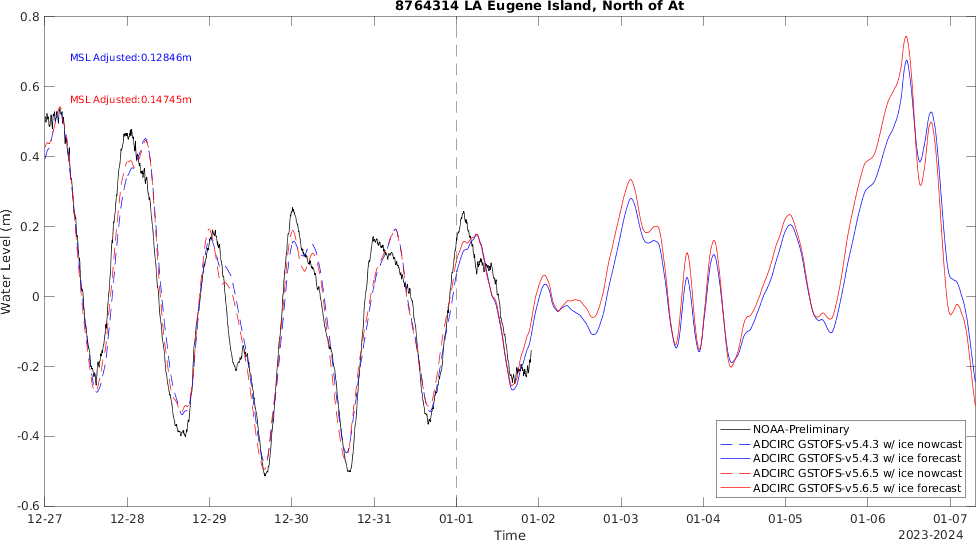 8764314 LA Eugene Island, North of At
MSL Adjusted:0.12846m
MSL Adjusted:0.14745m
Water Level (m)
0.8
0.6
0.4
0.2
0
-0.2
-0.4
-0.6
NOAA-Preliminary
ADCIRC GSTOFS-v5.4.3 w/ ice nowcast
ADCIRC GSTOFS-v5.4.3 w/ ice forecast
ADCIRC GSTOFS-v5.6.5 w/ ice nowcast
ADCIRC GSTOFS-v5.6.5 w/ ice forecast
12-27 12-28 12-29 12-30 12-31 01-01 01-02 01-03 01-04 01-05 01-06 01-07
Time
2023-2024